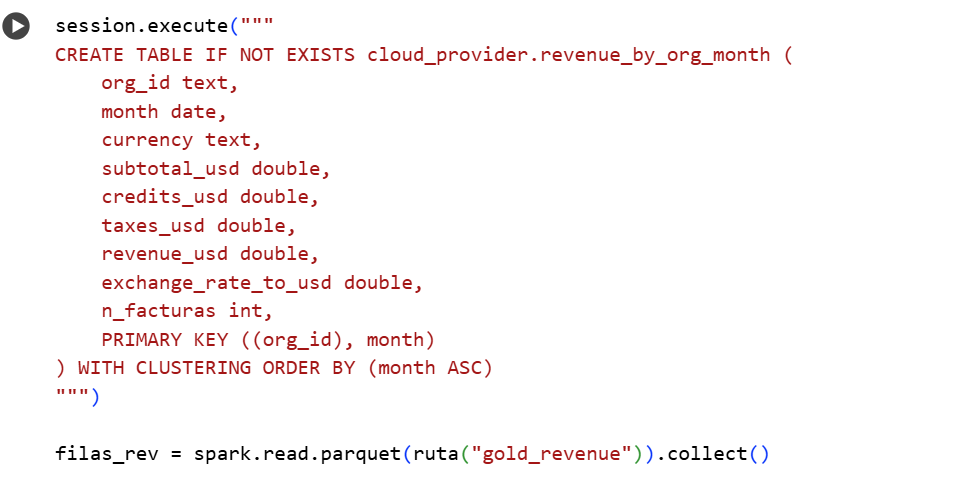 session.execute("""
CREATE TABLE IF NOT EXISTS cloud_provider.revenue_by_org_month (
    org_id text,
    month date,
    currency text,
    subtotal_usd double,
    credits_usd double,
    taxes_usd double,
    revenue_usd double,
    exchange_rate_to_usd double,
    n_facturas int,
    PRIMARY KEY ((org_id), month)
) WITH CLUSTERING ORDER BY (month ASC)
""")

filas_rev = spark.read.parquet(ruta("gold_revenue")).collect()